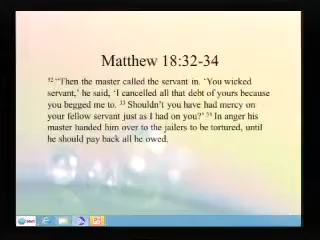 Matthew 18:32-34
³² “Then the master called the servant in. ‘You wicked
servant,’ he said, ‘I cancelled all that debt of yours because
you begged me to. ³³ Shouldn’t you have had mercy on
your fellow servant just as I had on you?’ ³⁴ In anger his
master handed him over to the jailers to be tortured, until
he should pay back all he owed.